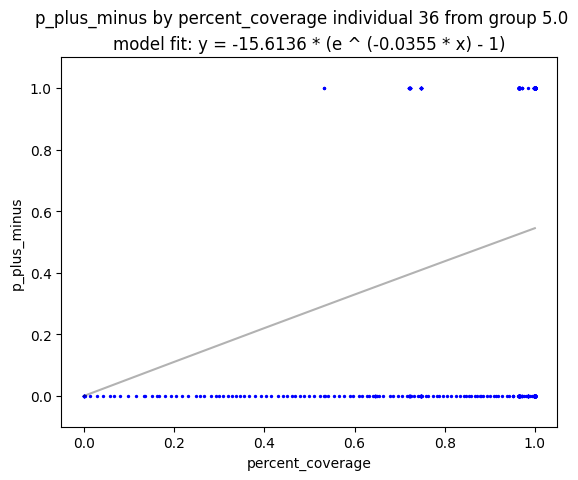 p_plus_minus by percent_coverage individual 36 from group 5.0
model fit: y = -15.6136 * (e ^ (-0.0355 * x) - 1)
1.0
0.8
0.6
0.4
0.2
0.0
p_plus_minus
0.0 0.2 0.4 0.6 0.8 1.0
percent_coverage